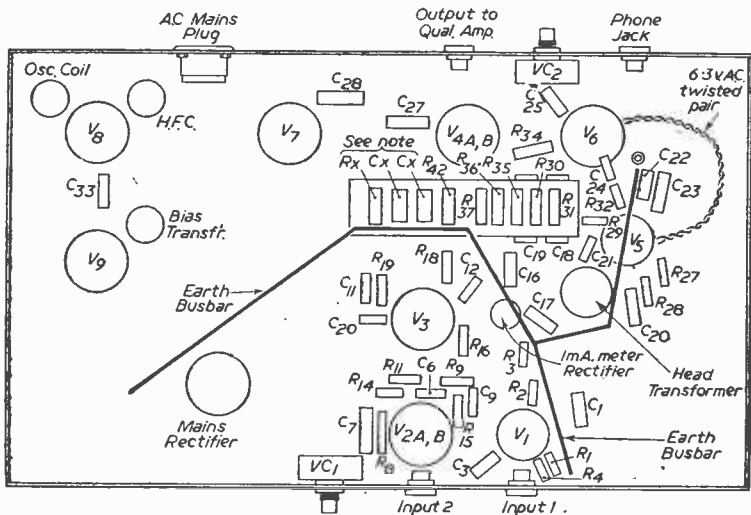 AC Mains
Plug
Output to
Qual. Amp.
Phone
Jack
Osc. Coil
H.F.C.
C28
C27
VC2
C25
6·3v.AC.
twisted
pair
V8
V7
V4A, B
V6
R34
See note
Rx
Cx
Cx
R42
R37
R36
R35
R30
R31
C24
C22
C23
R32
R29
C33
Bias
Transfr.
V9
V5
C19
C18
C21
Earth
Busbar
R18
C12
C16
R19
C11
C20
V3
C17
R27
R28
C20
R16
R3
1mA. meter
Rectifier
Head
Transformer
R11
C6
R9
R14
C9
R2
C1
Mains
Rectifier
C7
R8
V2A, B
R15
V1
Earth
Busbar
VC1
C3
R1
R4
Input 2
Input 1.